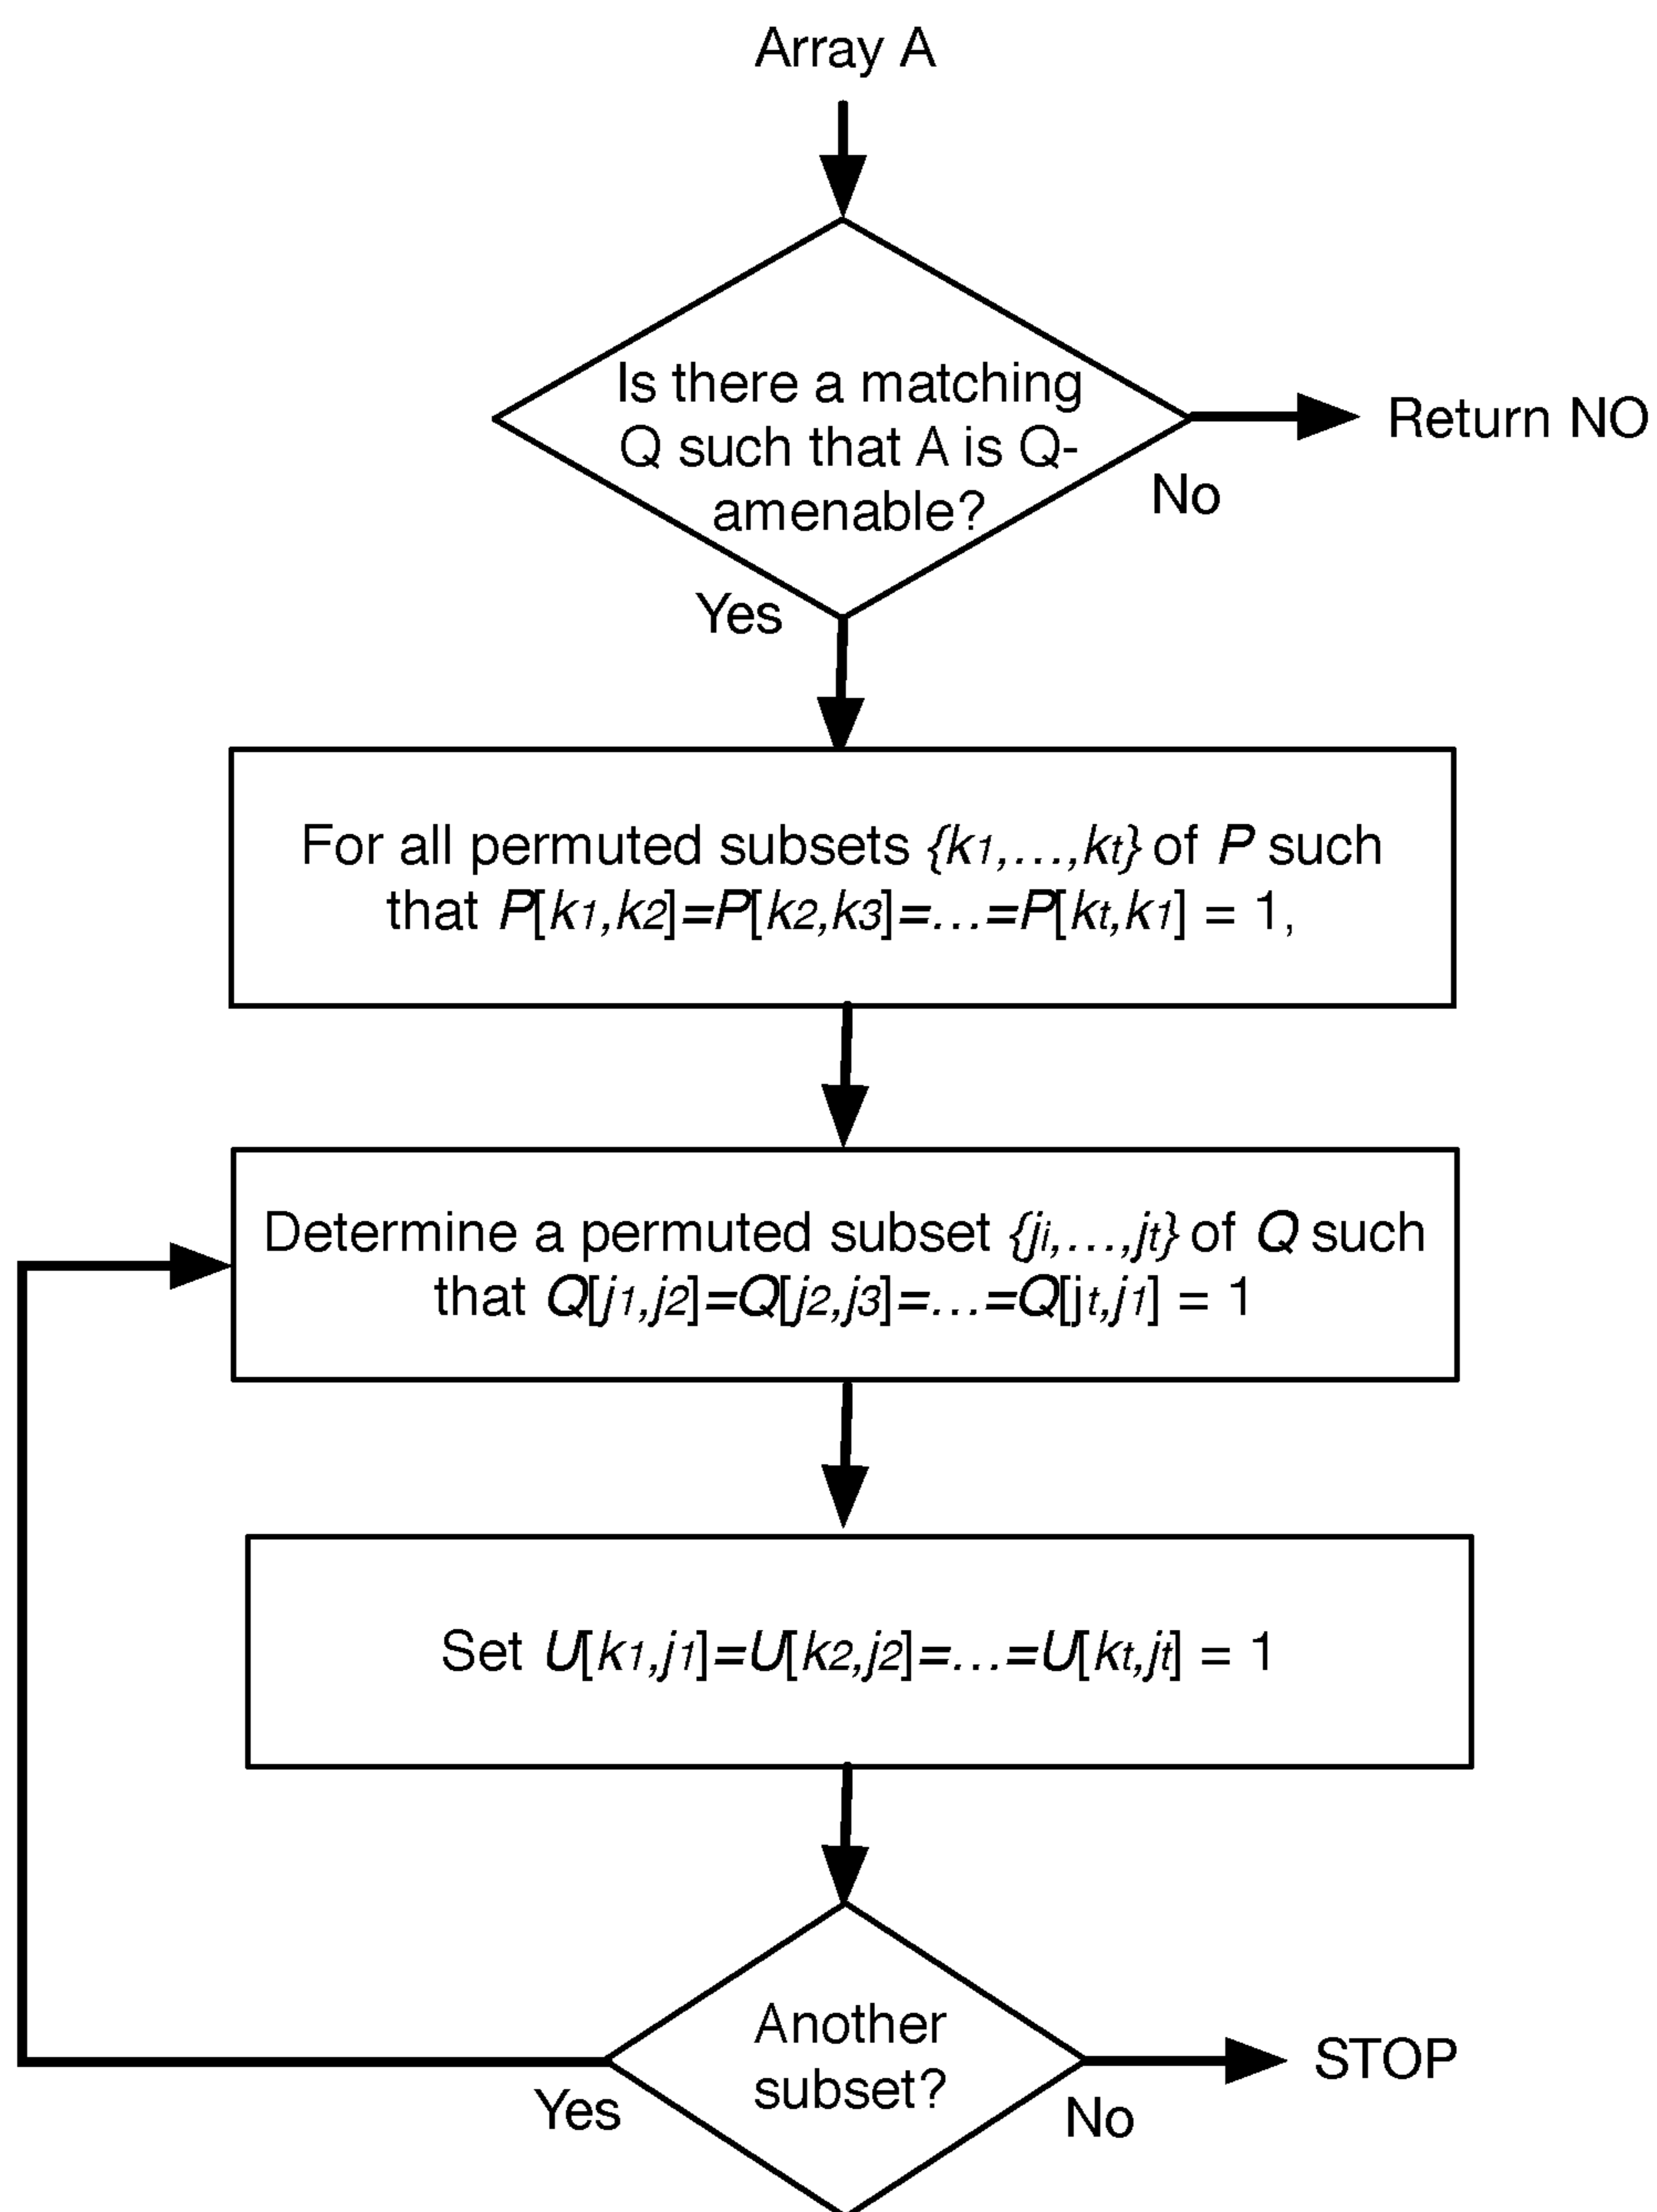 Array A
Is there a matching
Q such that A is Q-
amenable?
Return NO
No
Yes
For all permuted subsets {k1,...,kt} of P such
that P[k1,k2]=P[k2,k3]=...=P[kt,k1] = 1,
Determine a permuted subset {ji,...,jt} of Q such
that Q[j1,j2]=Q[j2,j3]=...=Q[jt,j1] = 1
Set U[k1,j1]=U[k2,j2]=...=U[kt,jt] = 1
Another
subset?
STOP
Yes
No